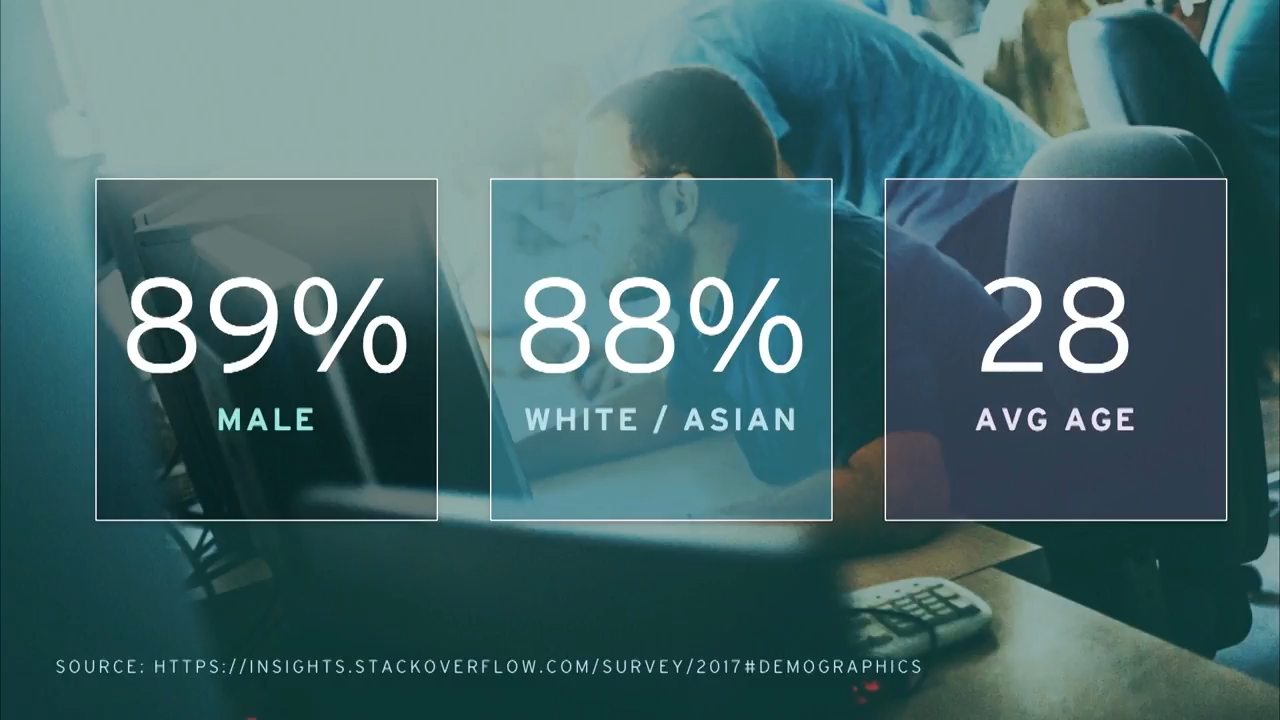 89%
MALE
88%
WHITE / ASIAN
28
AVG AGE
SOURCE: HTTPS://INSIGHTS.STACKOVERFLOW.COM/SURVEY/2017#DEMOGRAPHICS